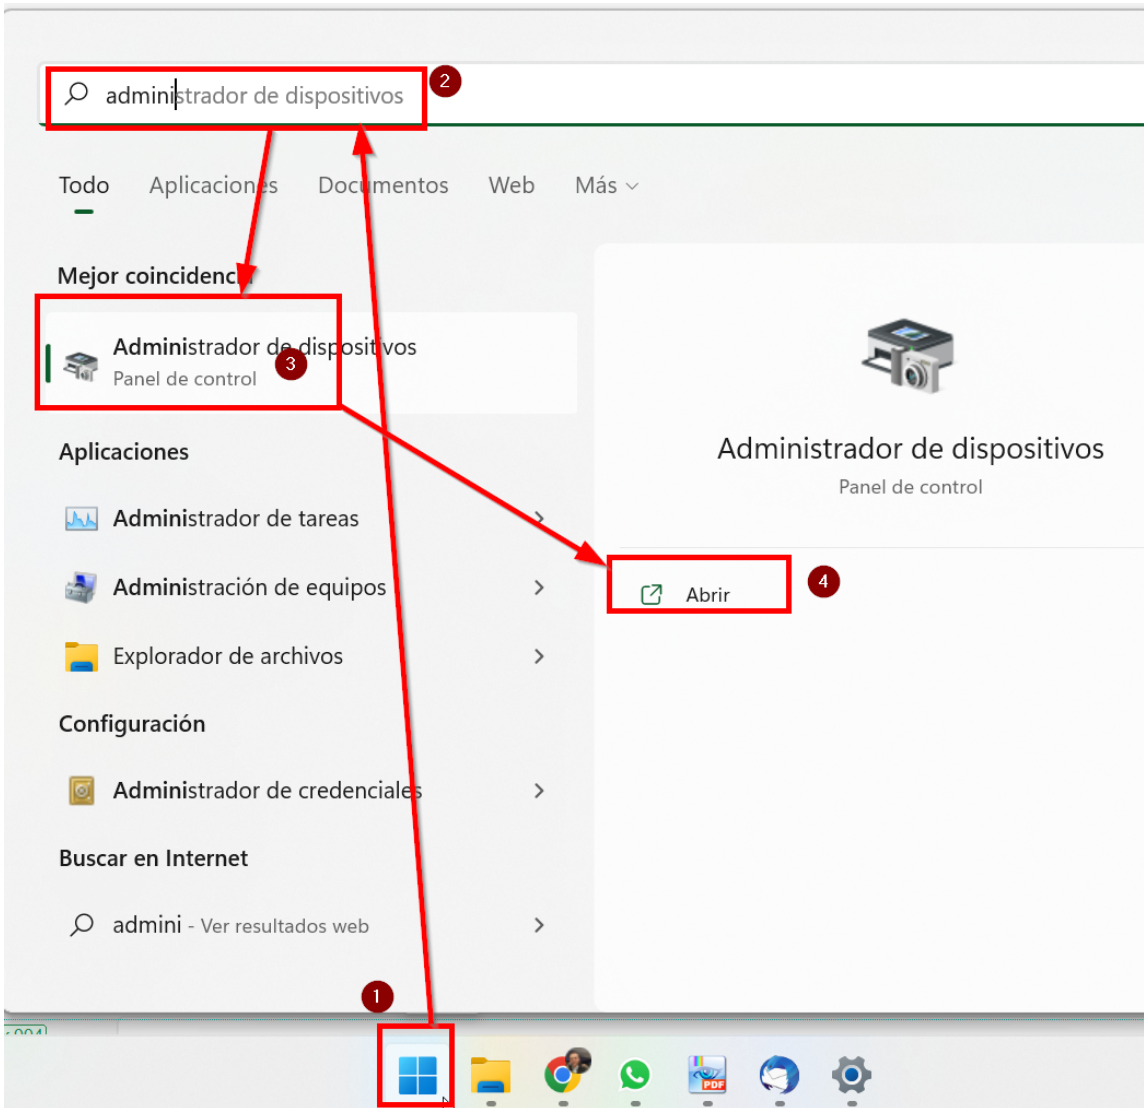 administrador de dispositivos
2
Todo Aplicaciones Documentos Web Más
Mejor coincidencia
Administrador de dispositivos
Panel de control
3
Administrador de dispositivos
Panel de control
Aplicaciones
Administrador de tareas
Administración de equipos
Explorador de archivos
Abrir
4
Configuración
Administrador de credenciales
Buscar en Internet
admini - Ver resultados web
1
PDF